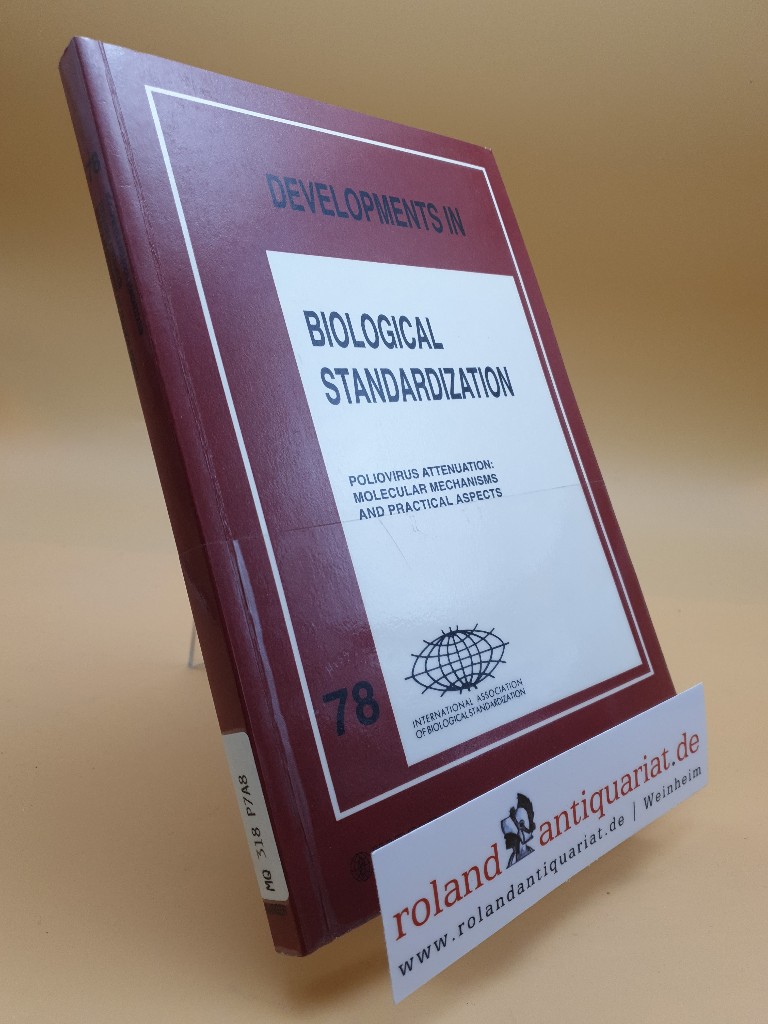 DEVELOPMENTS IN
BIOLOGICAL
STANDARDIZATION
POLIOVIRUS ATTENUATION:
MOLECULAR MECHANISMS
AND PRACTICAL ASPECTS
78
INTERNATIONAL ASSOCIATION
OF BIOLOGICAL STANDARDIZATION
MQ 318 P7A8
roland antiquariat.de
www.rolandantiquariat.de | Weinheim